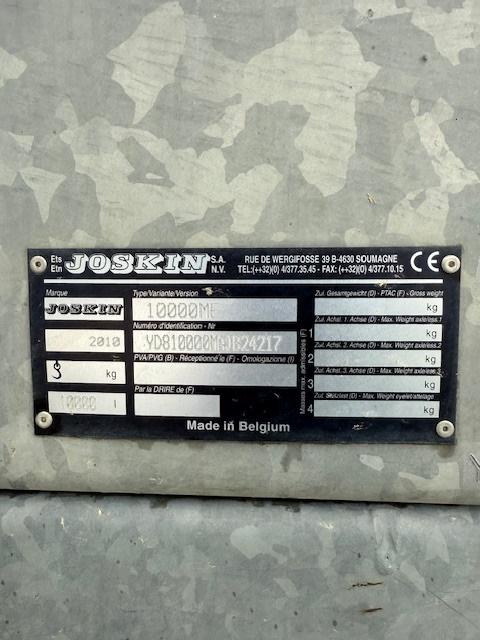 Ets
Etn
JOSKIN S.A.
N.V.
RUE DE WERGIFOSSE 39 B-4630 SOUMAGNE
TEL:(++32)(0) 4/377.35.45 - FAX: (++32)(0) 4/377.10.15
CE
Marque
JOSKIN
2010
kg
10000 l
Type/Variante/Version
Numéro d'identification - Nr
PVA/PVG (B) - Réceptionné le (F) - Omologazione (I)
Par la DRIRE de (F)
Masses max admissibles (F)
Zul. Gesamtgewicht (D) - PTAC (F) - Gross weight
kg
Zul. Achsl. 1. Achse (D) - Max. Weight axle/ess.1
1 kg
Zul. Achsl. 2. Achse (D) - Max. Weight axle/ess.2
2 kg
Zul. Achsl. 3. Achse (D) - Max. Weight axle/ess.3
3 kg
Zul. Stützlast (D) - Max. Weight eyelet/attelage
4 kg
Made in Belgium